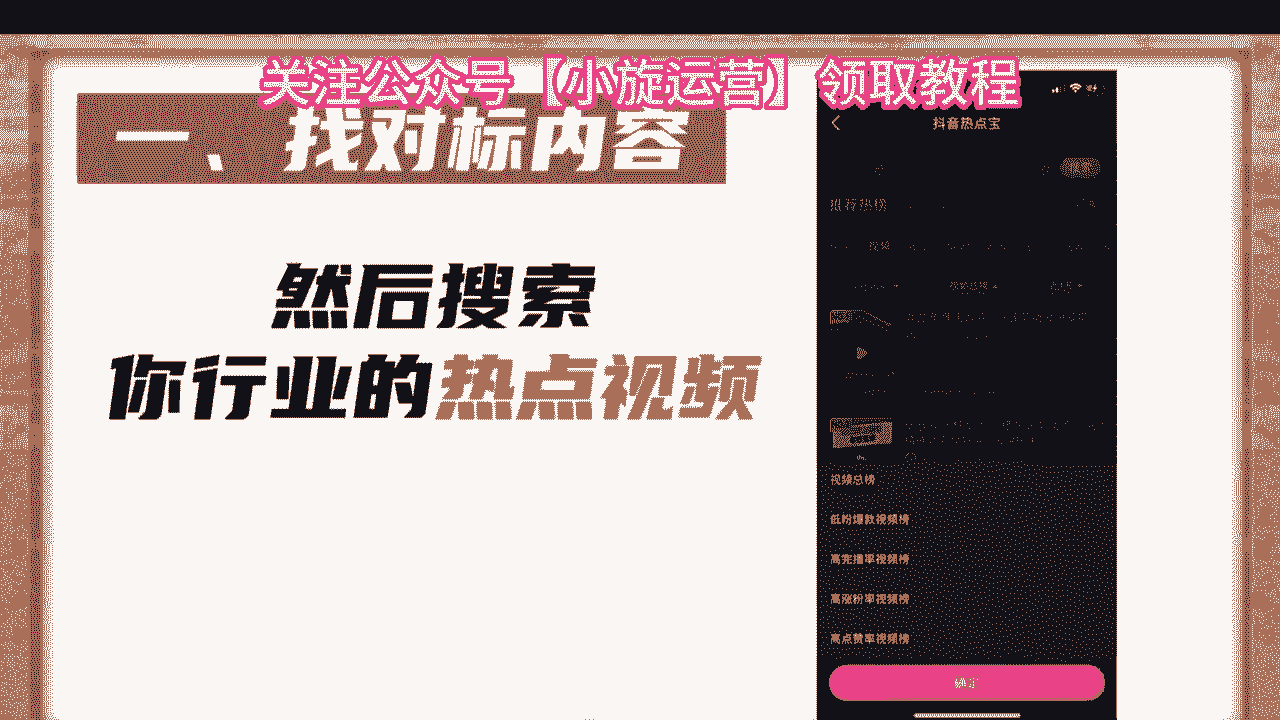 关注公众号【小旋运营】领取教程
一、找对标内容
然后搜索
你行业的热点视频
抖音热点宝
推荐热榜
视频总榜
低粉爆款视频榜
高完播率视频榜
高涨粉率视频榜
高点赞率视频榜
确定